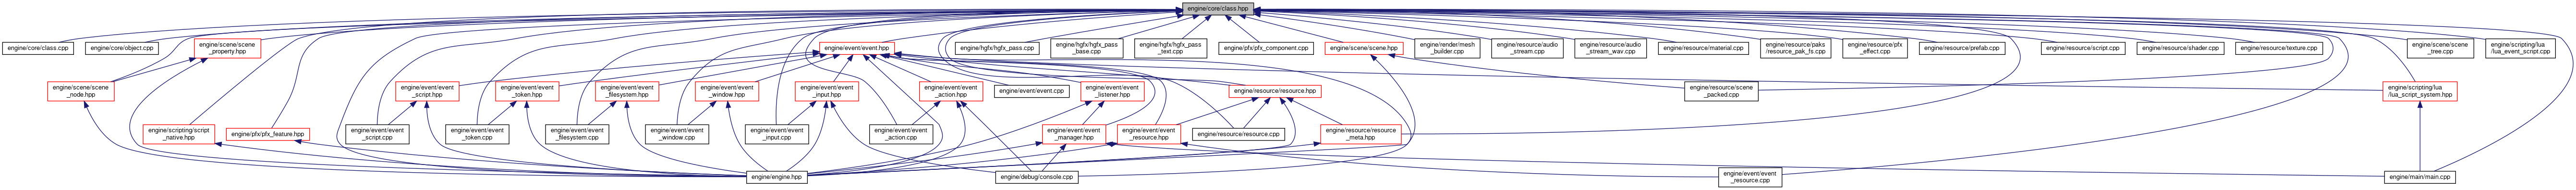 engine/core/class.hpp
engine/core/class.cpp
engine/core/object.cpp
engine/scene/scene
_property.hpp
engine/event/event.hpp
engine/hgfx/hgfx_pass.cpp
engine/hgfx/hgfx_pass
_base.cpp
engine/hgfx/hgfx_pass
_text.cpp
engine/pfx/pfx_component.cpp
engine/scene/scene.hpp
engine/render/mesh
_builder.cpp
engine/resource/audio
_stream.cpp
engine/resource/audio
_stream_wav.cpp
engine/resource/material.cpp
engine/resource/paks
/resource_pak_fs.cpp
engine/resource/pfx
_effect.cpp
engine/resource/prefab.cpp
engine/resource/script.cpp
engine/resource/shader.cpp
engine/resource/texture.cpp
engine/scene/scene
_tree.cpp
engine/scripting/lua
/lua_event_script.cpp
engine/scene/scene
_node.hpp
engine/event/event
_script.hpp
engine/event/event
_token.hpp
engine/event/event
_filesystem.hpp
engine/event/event
_window.hpp
engine/event/event
_input.hpp
engine/event/event
_action.hpp
engine/event/event.cpp
engine/event/event
_listener.hpp
engine/resource/resource.hpp
engine/resource/scene
_packed.cpp
engine/scripting/lua
/lua_script_system.hpp
engine/scripting/script
_native.hpp
engine/pfx/pfx_feature.hpp
engine/event/event
_script.cpp
engine/event/event
_token.cpp
engine/event/event
_filesystem.cpp
engine/event/event
_window.cpp
engine/event/event
_input.cpp
engine/event/event
_action.cpp
engine/event/event
_manager.hpp
engine/event/event
_resource.hpp
engine/resource/resource.cpp
engine/resource/resource
_meta.hpp
engine/engine.hpp
engine/debug/console.cpp
engine/event/event
_resource.cpp
engine/main/main.cpp